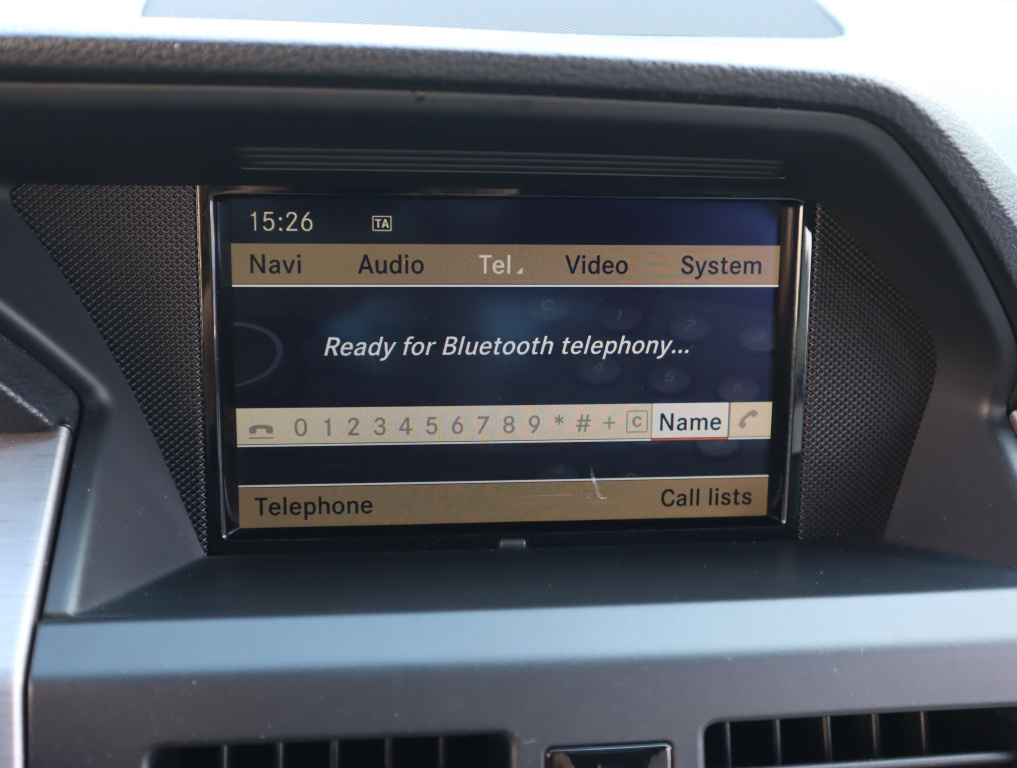 15:26 TA
Navi Audio Tel Video System
Ready for Bluetooth telephony...
0 1 2 3 4 5 6 7 8 9 * # + C Name
Telephone Call lists